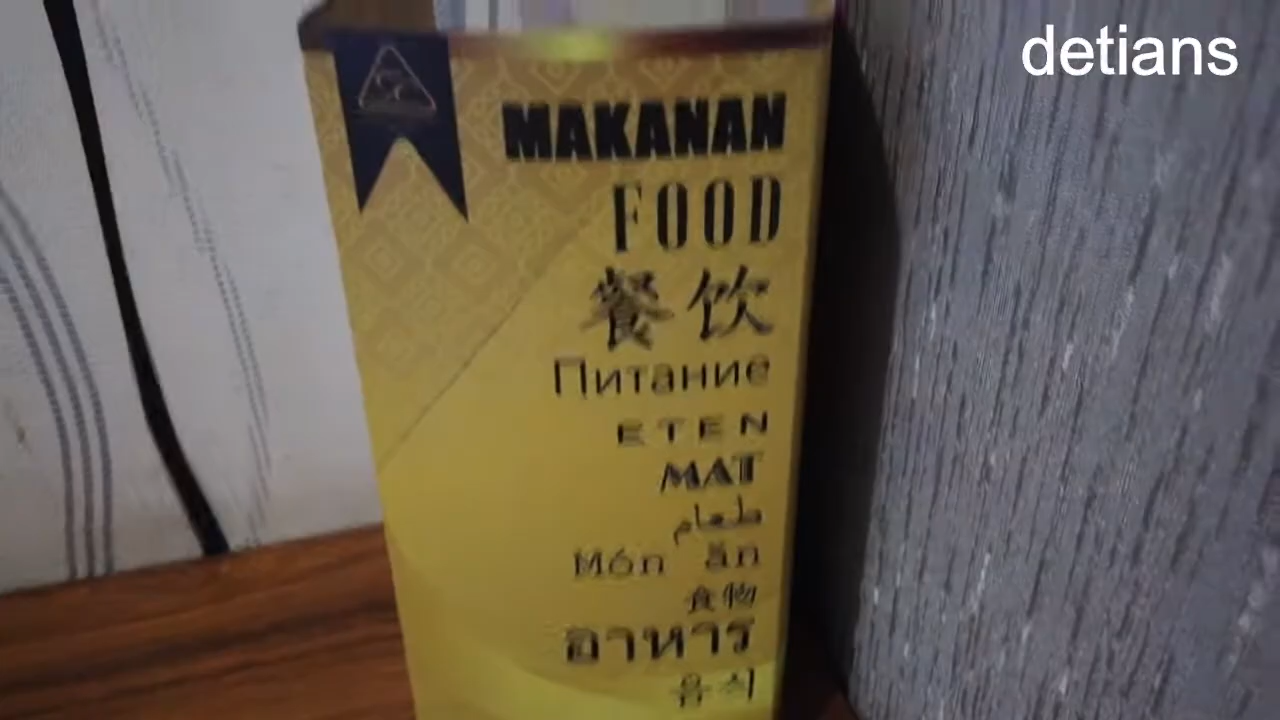 detians
MAKANAN
FOOD
餐饮
Питание
ETEN
MAT
طعام
Món ăn
食物
อาหาร
음식